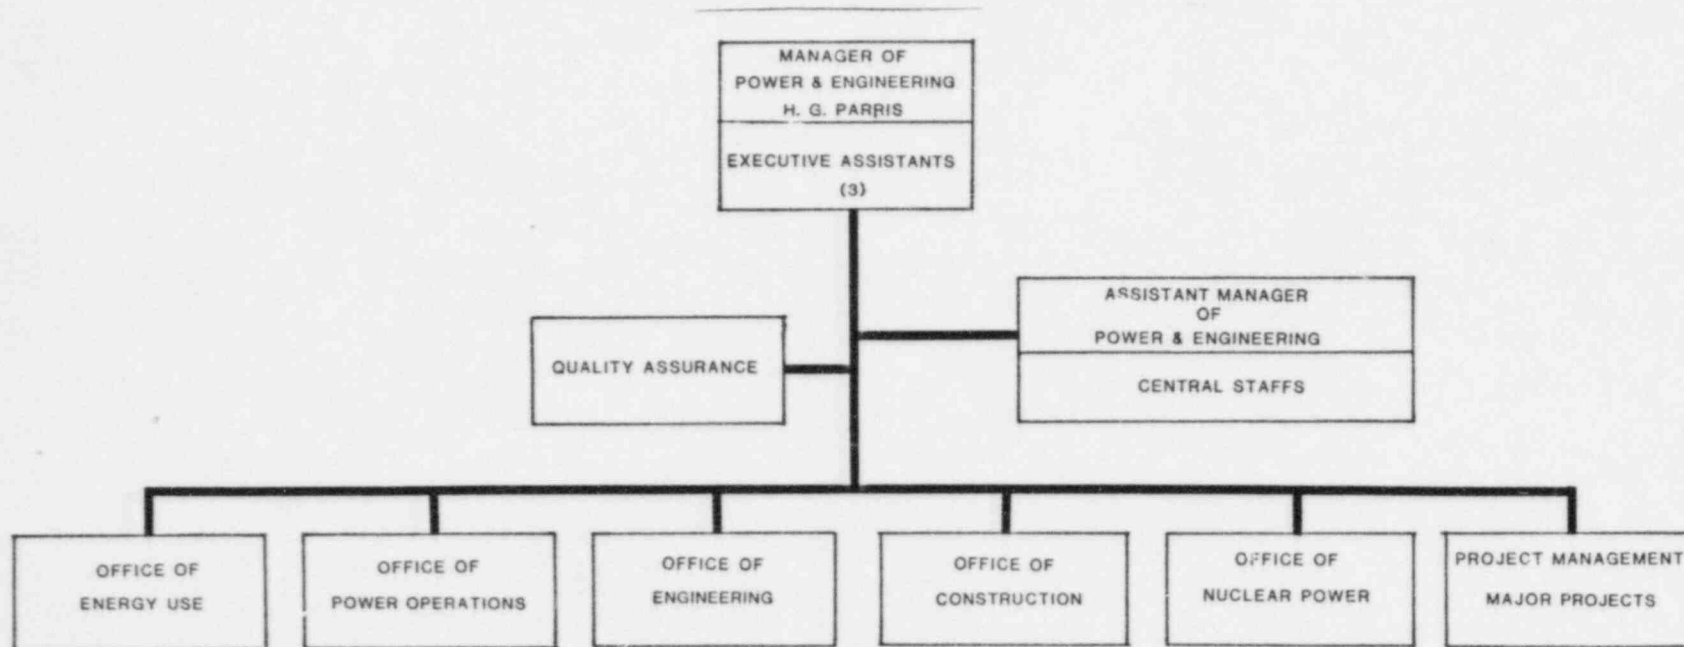 MANAGER OF
POWER & ENGINEERING
H. G. PARRIS
EXECUTIVE ASSISTANTS
(3)
ASSISTANT MANAGER
OF
POWER & ENGINEERING
CENTRAL STAFFS
QUALITY ASSURANCE
OFFICE OF
ENERGY USE
OFFICE OF
POWER OPERATIONS
OFFICE OF
ENGINEERING
OFFICE OF
CONSTRUCTION
OFFICE OF
NUCLEAR POWER
PROJECT MANAGEMENT
MAJOR PROJECTS